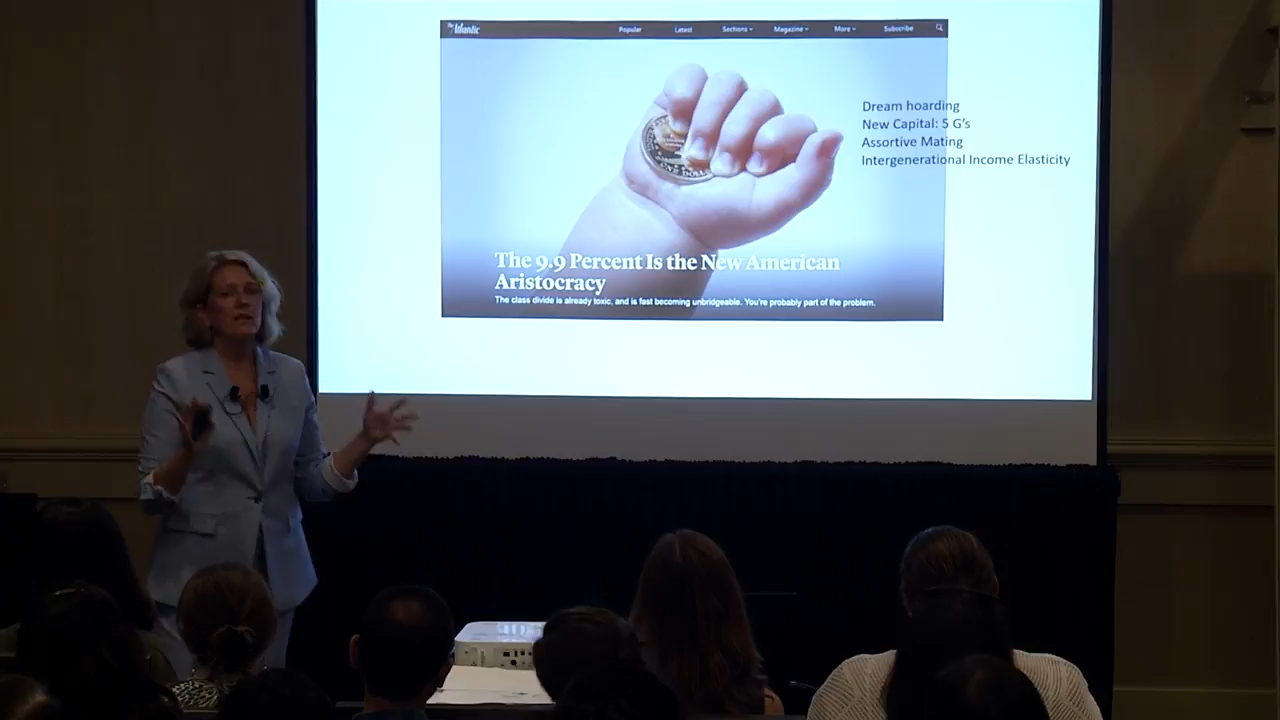 The Atlantic
Popular Latest Sections Magazine More Subscribe
Dream hoarding
New Capital: 5 G's
Assortive Mating
Intergenerational Income Elasticity
ONE DOLL
The 9.9 Percent Is the New American
Aristocracy
The class divide is already toxic, and is fast becoming unbridgeable. You're probably part of the problem.